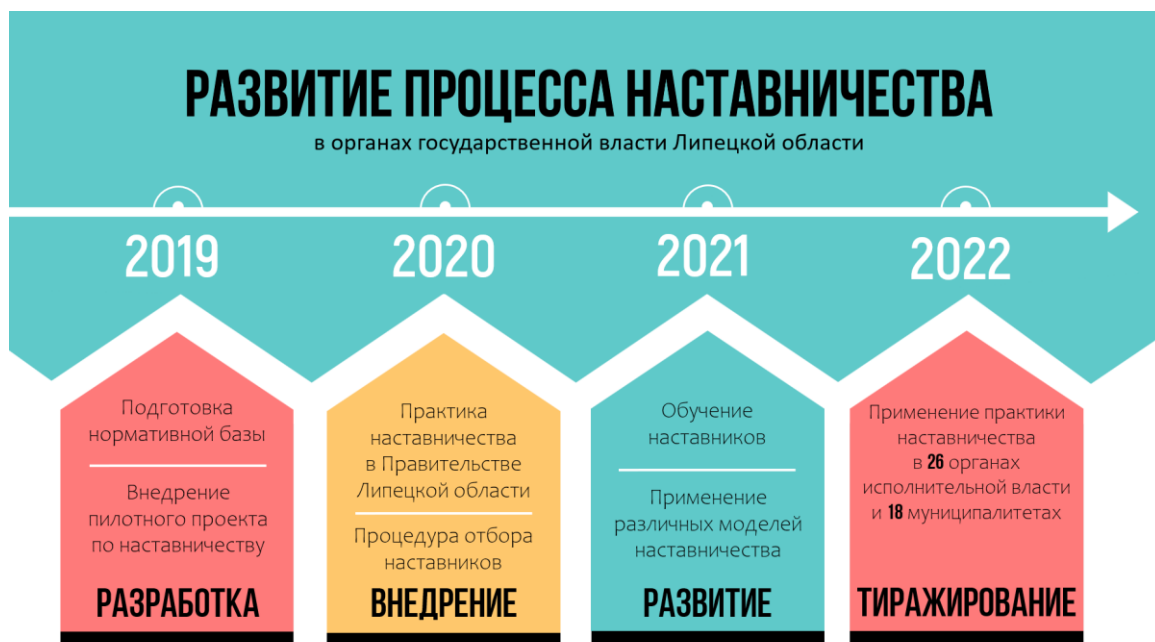 РАЗВИТИЕ ПРОЦЕССА НАСТАВНИЧЕСТВА
в органах государственной власти Липецкой области
2019
2020
2021
2022
Подготовка
нормативной базы
Внедрение
пилотного проекта
по наставничеству
РАЗРАБОТКА
Практика
наставничества
в Правительстве
Липецкой области
Процедура отбора
наставников
ВНЕДРЕНИЕ
Обучение
наставников
Применение
различных моделей
наставничества
РАЗВИТИЕ
Применение практики
наставничества
в 26 органах
исполнительной власти
и 18 муниципалитетах
ТИРАЖИРОВАНИЕ